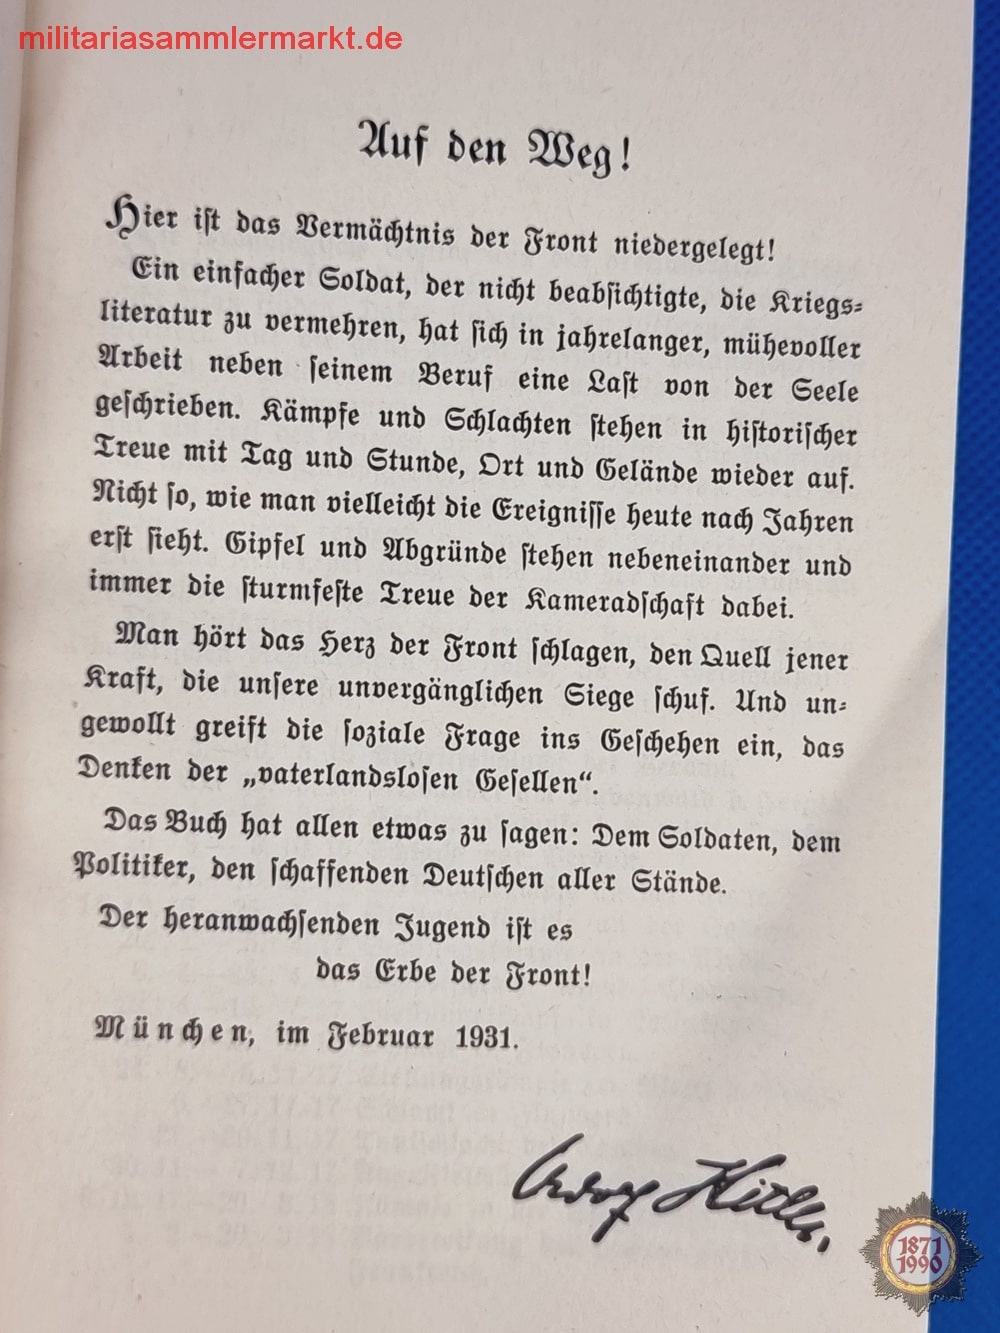 militariasammlermarkt.de
Auf den Weg!
Hier ist das Vermächtnis der Front niedergelegt!
Ein einfacher Soldat, der nicht beabsichtigte, die Kriegs-
literatur zu vermehren, hat sich in jahrelanger, mühevoller
Arbeit neben seinem Beruf eine Last von der Seele
geschrieben. Kämpfe und Schlachten stehen in historischer
Treue mit Tag und Stunde, Ort und Gelände wieder auf.
Nicht so, wie man vielleicht die Ereignisse heute nach Jahren
erst sieht. Gipfel und Abgründe stehen nebeneinander und
immer die sturmfeste Treue der Kameradschaft dabei.
Man hört das Herz der Front schlagen, den Quell jener
Kraft, die unsere unvergänglichen Siege schuf. Und un-
gewollt greift die soziale Frage ins Geschehen ein, das
Denken der „vaterlandslosen Gesellen“.
Das Buch hat allen etwas zu sagen: Dem Soldaten, dem
Politiker, den schaffenden Deutschen aller Stände.
Der heranwachsenden Jugend ist es
das Erbe der Front!
München, im Februar 1931.
Adolf Hitler.
1871
1990